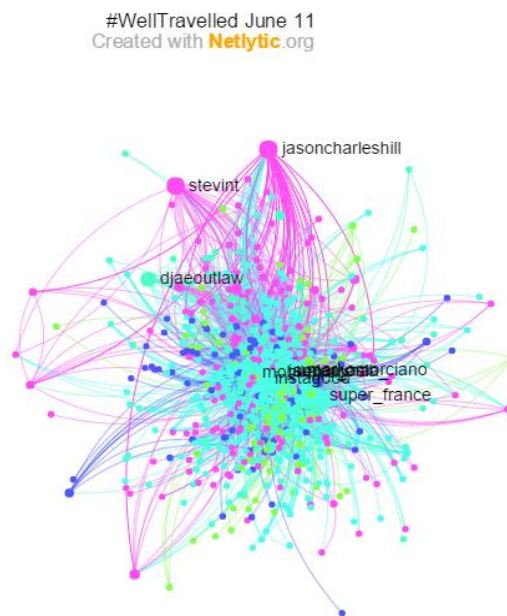 #WellTravelled June 11
Created with Netlytic.org
jasoncharleshill
stevint
djaeoutlaw
super_france